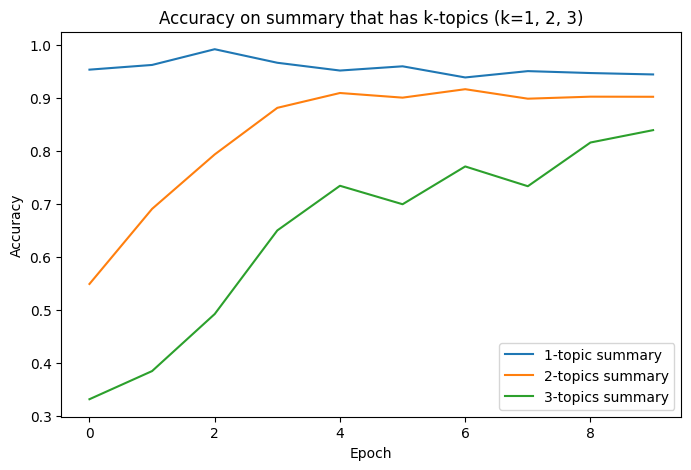 Accuracy on summary that has k-topics (k=1, 2, 3)
1.0
0.9
0.8
0.7
0.6
0.5
0.4
0.3
Accuracy
1-topic summary
2-topics summary
3-topics summary
0 2 4 6 8
Epoch